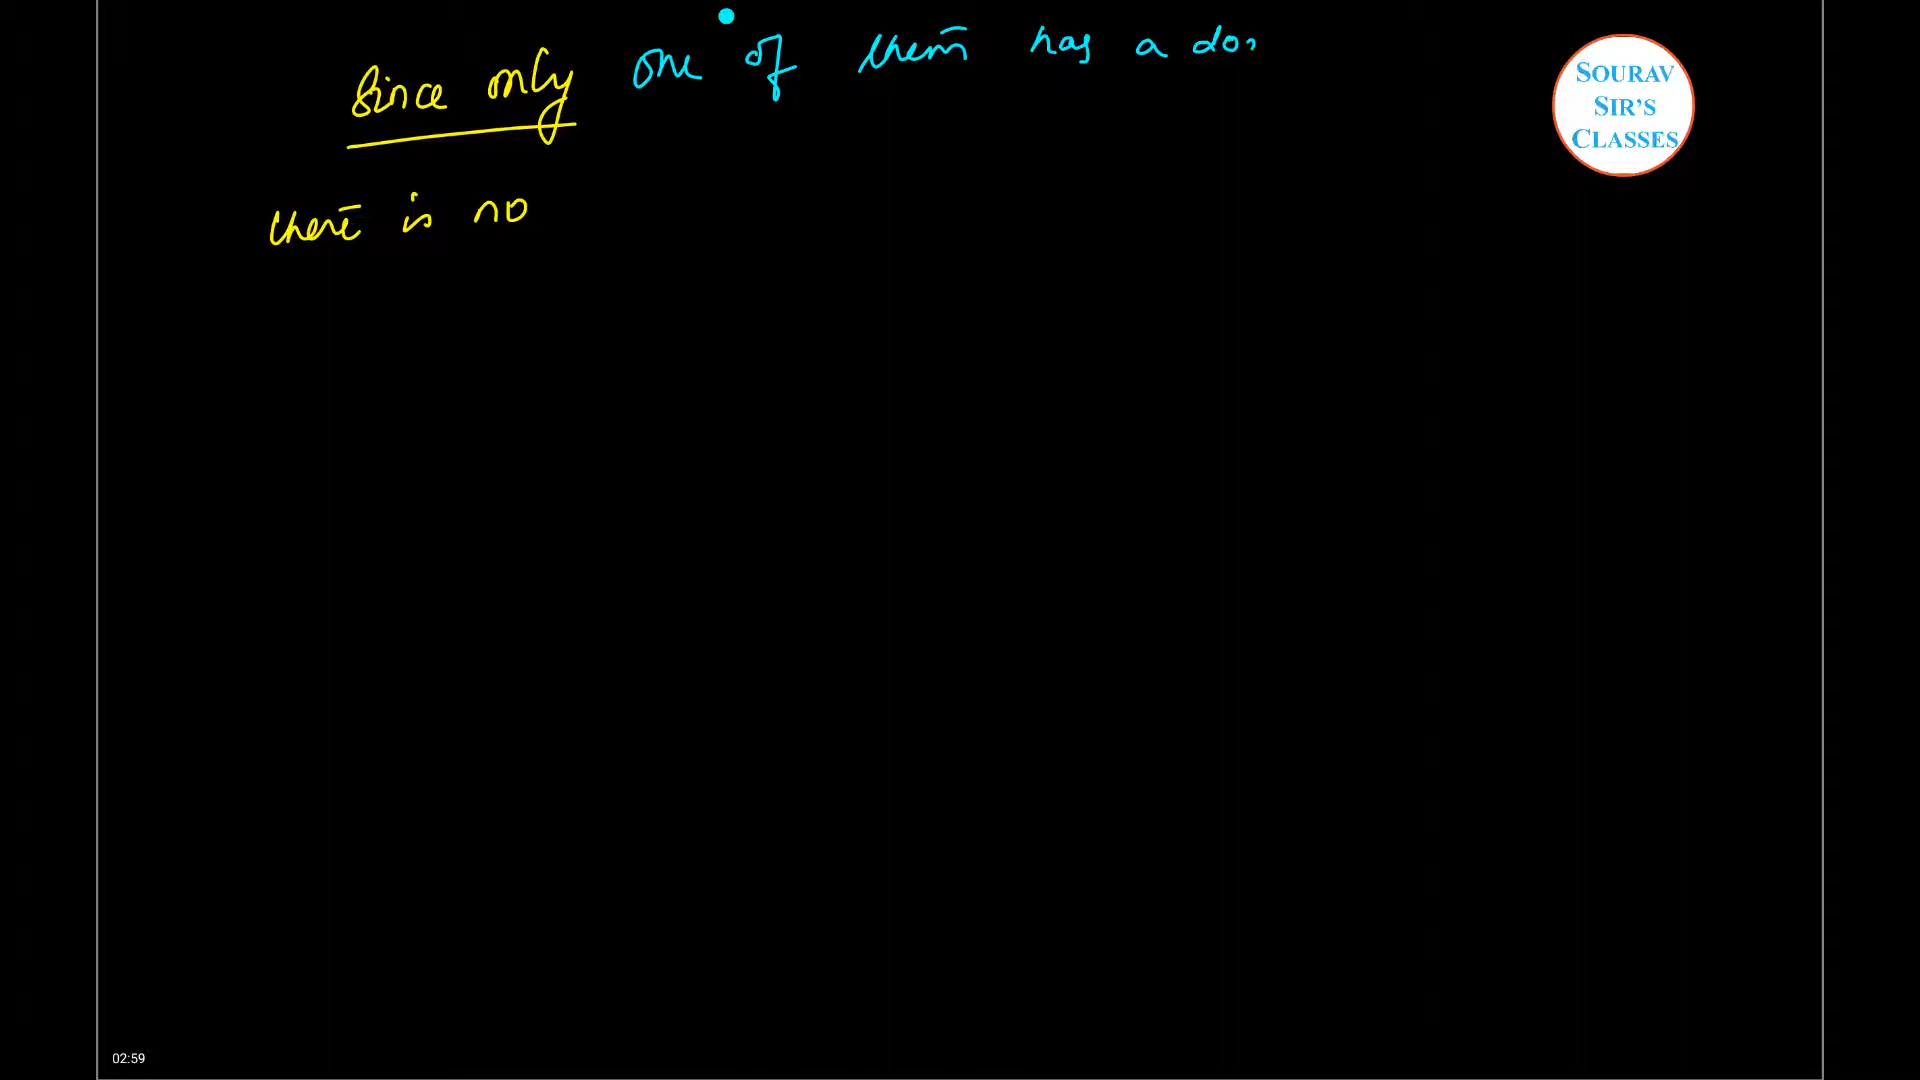 Since only one of them has a do
there is no
SOURAV
SIR'S
CLASSES
02:59